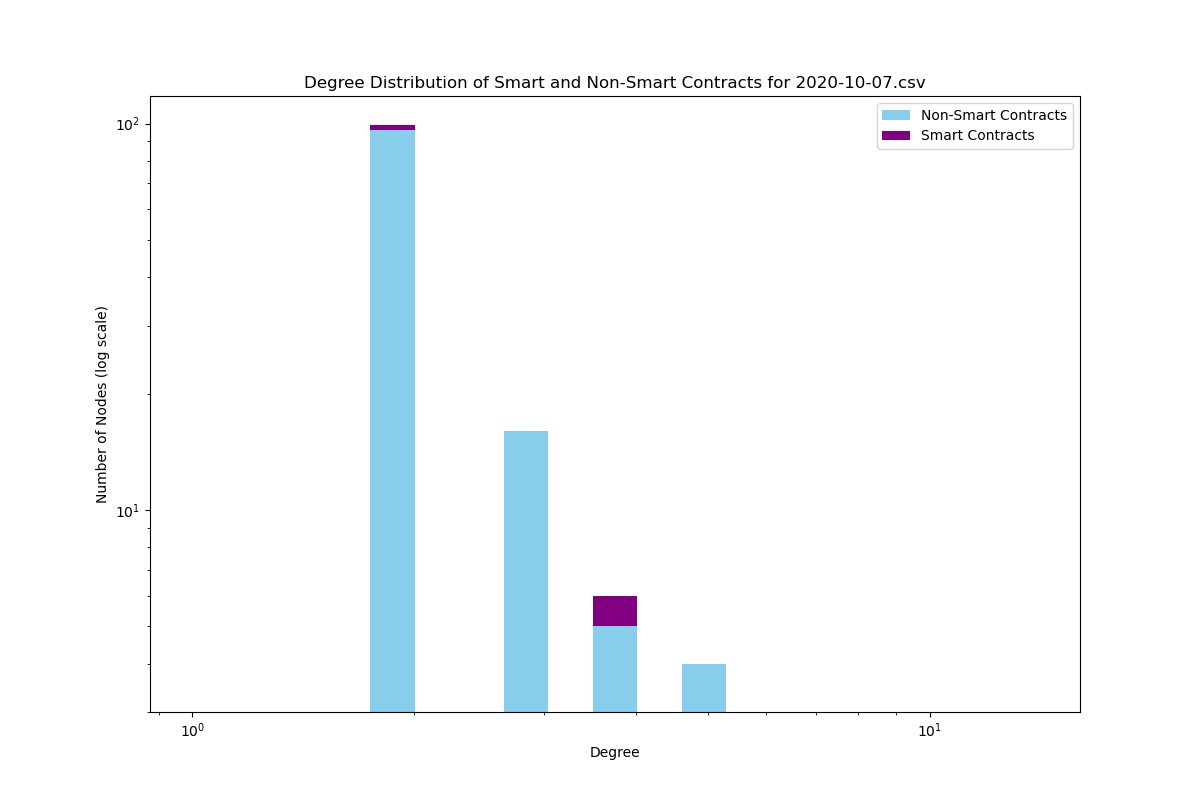 Degree Distribution of Smart and Non-Smart Contracts for 2020-10-07.csv
Non-Smart Contracts
Smart Contracts
Number of Nodes (log scale)
10²
10¹
10⁰
10¹
Degree